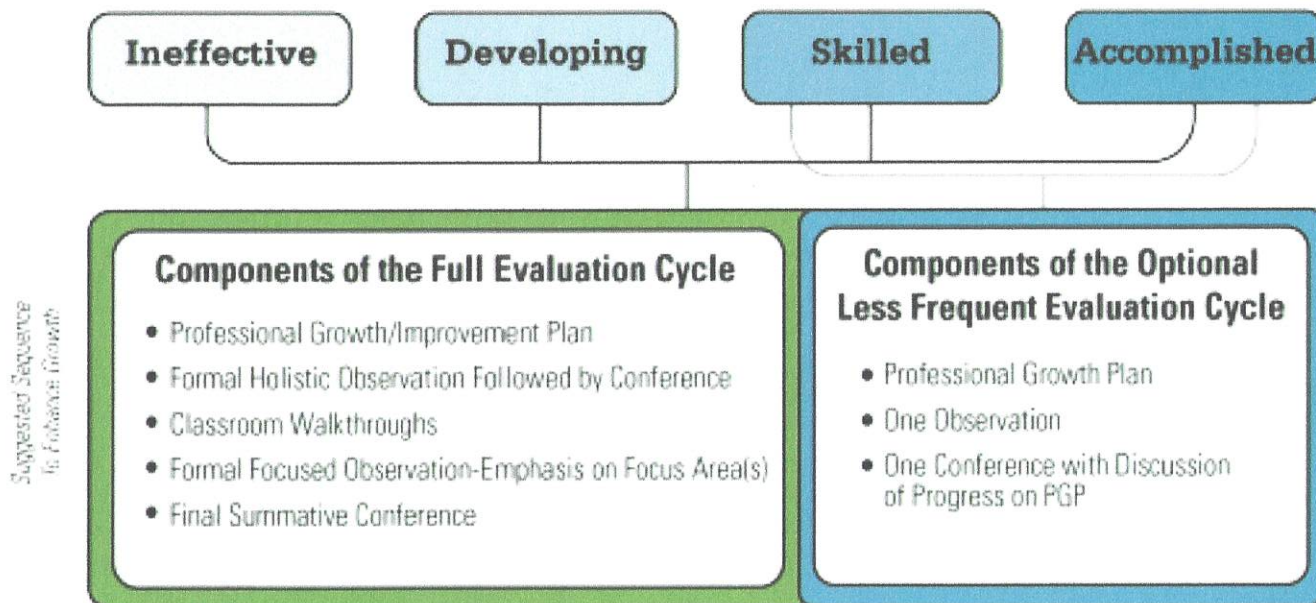 Ineffective
Developing
Skilled
Accomplished
Suggested Sequence
To Enhance Growth
Components of the Full Evaluation Cycle
• Professional Growth/Improvement Plan
• Formal Holistic Observation Followed by Conference
• Classroom Walkthroughs
• Formal Focused Observation-Emphasis on Focus Area(s)
• Final Summative Conference
Components of the Optional
Less Frequent Evaluation Cycle
• Professional Growth Plan
• One Observation
• One Conference with Discussion
of Progress on PGP